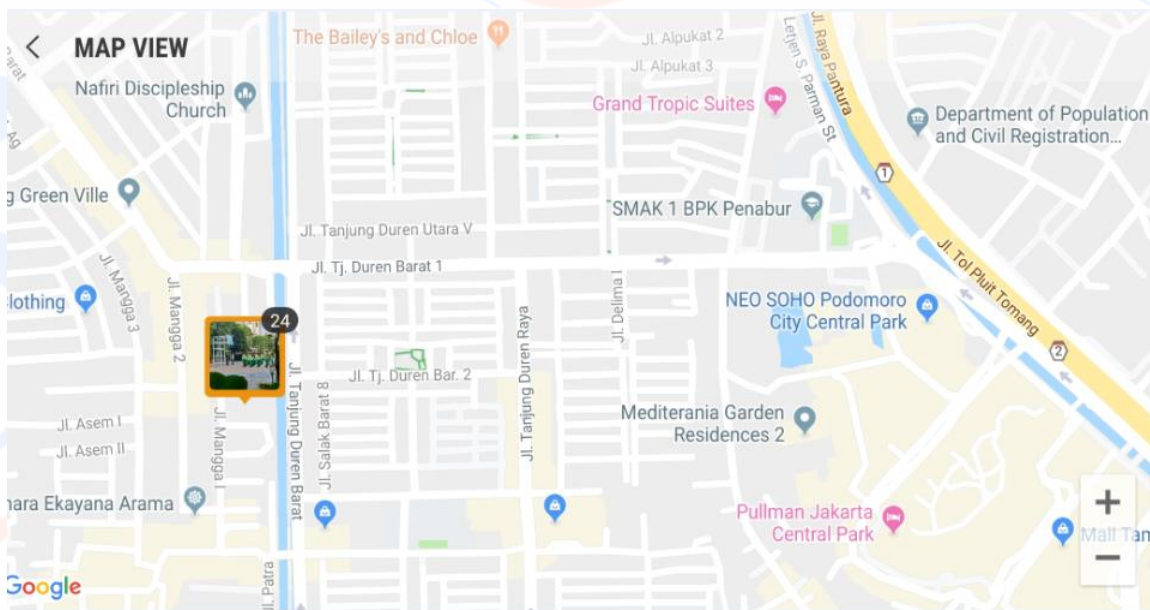 MAP VIEW
The Bailey's and Chloe
Jl. Alpukat 2
Jl. Alpukat 3
Letjen S. Parman St
Jl. Raya Pantura
Nafiri Discipleship
Church
Grand Tropic Suites
Department of Population
and Civil Registration...
Green Ville
1
SMAK 1 BPK Penabur
Jl. Tanjung Duren Utara V
Jl. Tj. Duren Barat 1
Jl. Tol Pluit Tomang
Jl. Mangga 3
Jl. Mangga 2
Jl. Delima I
NEO SOHO Podomoro
City Central Park
24
2
Jl. Tanjung Duren Raya
Jl. Tj. Duren Bar. 2
Jl. Tanjung Duren Barat
Jl. Salak Barat 8
Jl. Mangga I
Jl. Asem I
Jl. Asem II
Mediterania Garden
Residences 2
Ekayana Arama
Pullman Jakarta
Central Park
+
Mall
−
Google
Jl. Patra